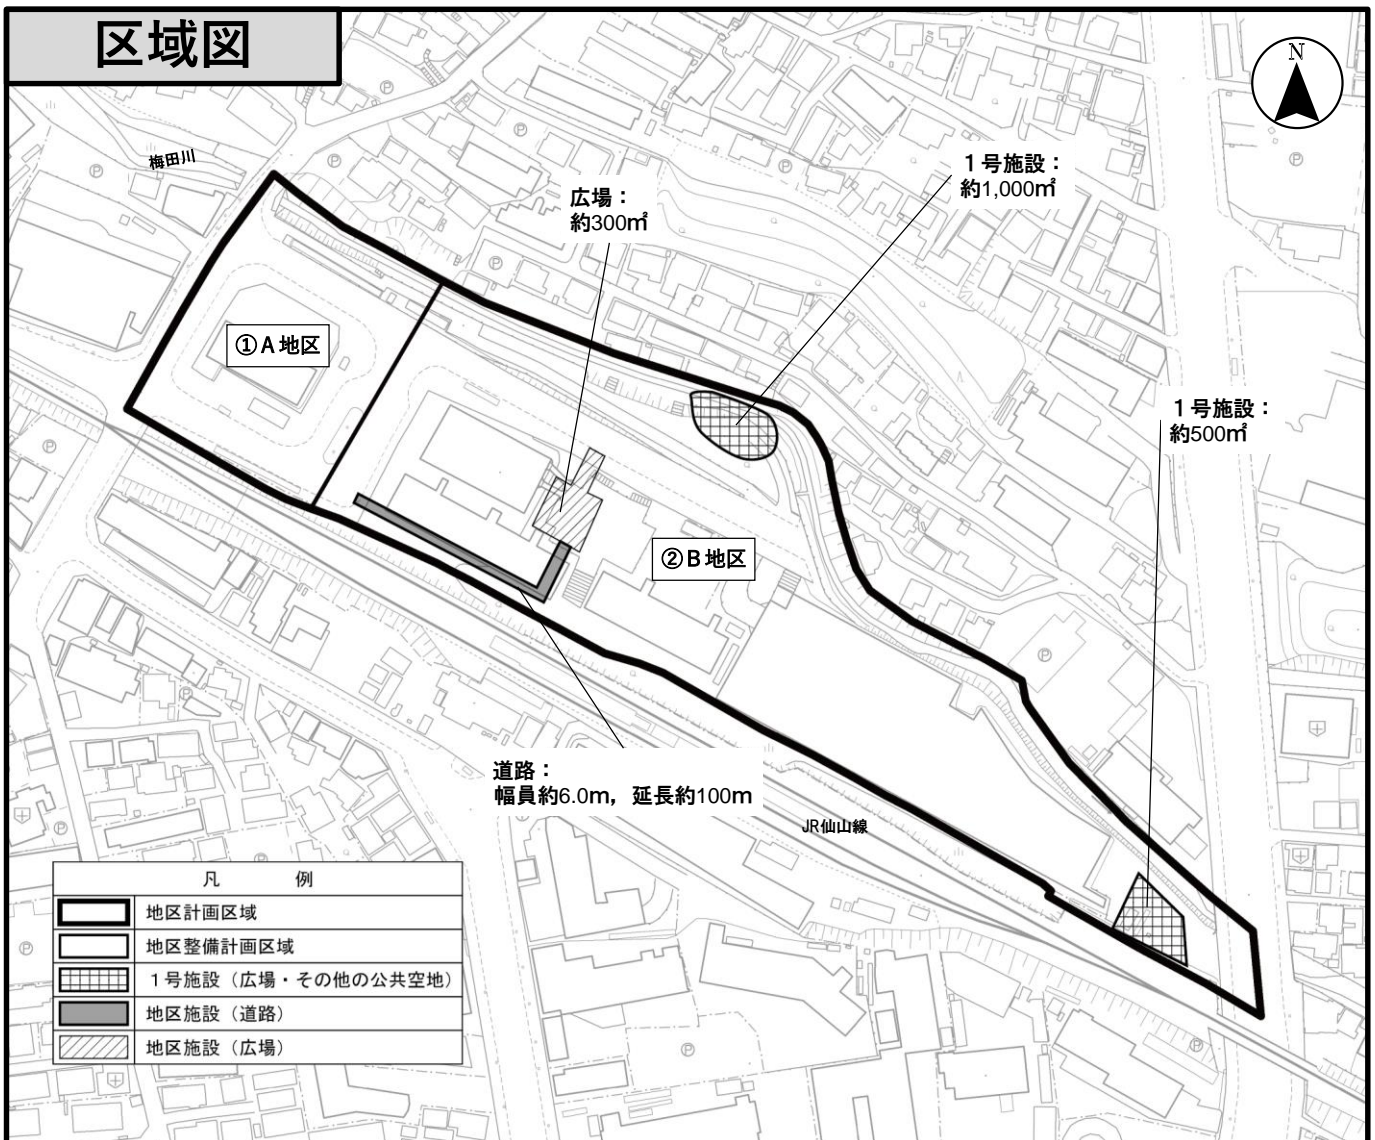 区域図
N
梅田川
1号施設：
約1,000㎡
広場：
約300㎡
①A地区
1号施設：
約500㎡
②B地区
道路：
幅員約6.0m，延長約100m
JR仙山線
凡　例
地区計画区域
地区整備計画区域
1号施設（広場・その他の公共空地）
地区施設（道路）
地区施設（広場）